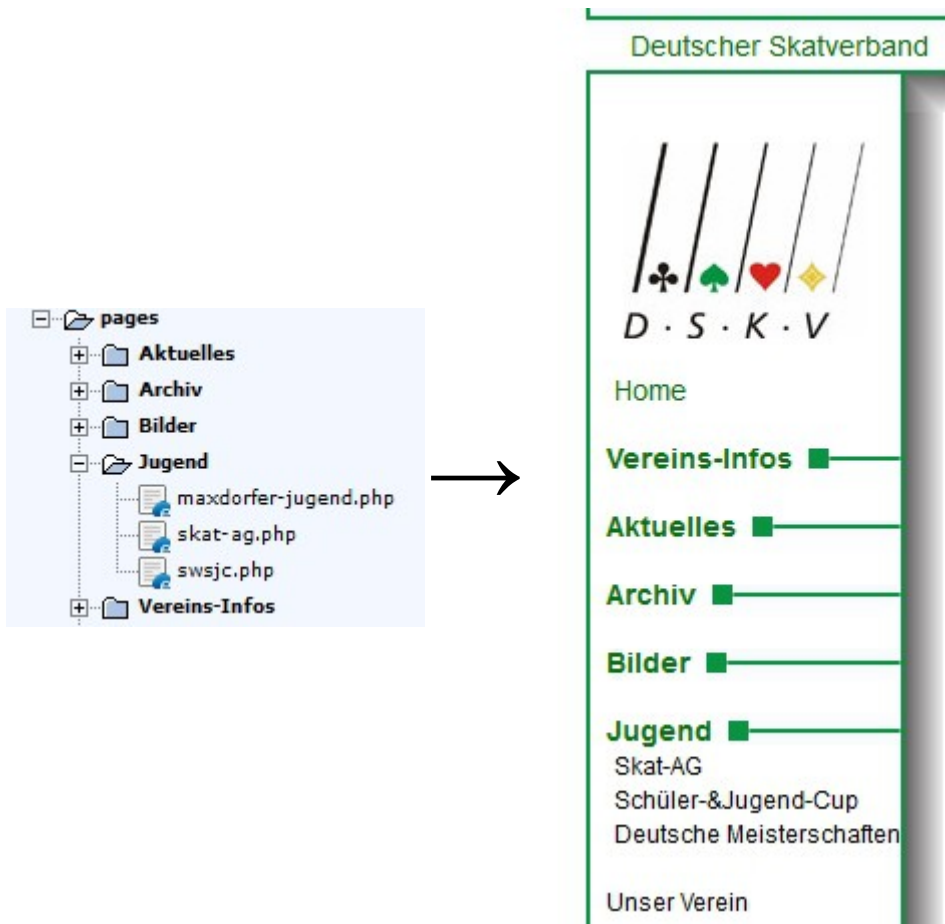 pages
Aktuelles
Archiv
Bilder
Jugend
maxdorfer-jugend.php
skat-ag.php
swsjc.php
Vereins-Infos
Deutscher Skatverband
D · S · K · V
Home
Vereins-Infos
Aktuelles
Archiv
Bilder
Jugend
Skat-AG
Schüler-&Jugend-Cup
Deutsche Meisterschaften
Unser Verein